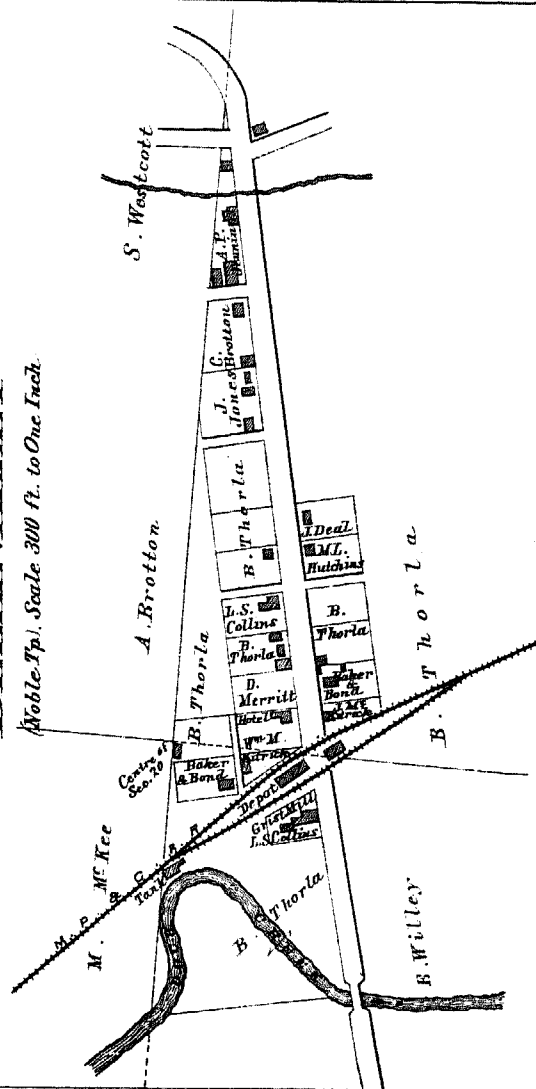 (Noble Tp). Scale 300 ft. to One Inch
S. Westcott
A.P.
C.
Brotton
J.
Jones
A. Brotton
B. Thorla
J. Deal
M.L.
Hutchins
L.S.
Collins
B.
Thorla
B.
Thorla
D.
Merritt
Hotel
Wm. M.
Baker
&
Bond
B. Thorla
B. Thorla
Centre of
Sec. 20
Baker
& Bond
Depot
Grist Mill
L.S. Collins
M. McKee
M. P. & C. R. R.
Tank
B. Thorla
R. Willey